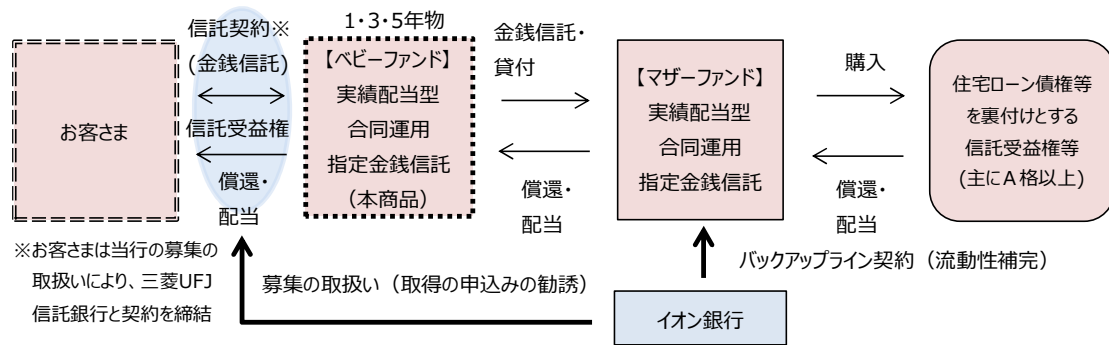 お客さま
信託契約※
(金銭信託)
信託受益権
償還・
配当
1・3・5年物
【ベビーファンド】
実績配当型
合同運用
指定金銭信託
(本商品)
金銭信託・
貸付
償還・
配当
【マザーファンド】
実績配当型
合同運用
指定金銭信託
購入
償還・
配当
住宅ローン債権等
を裏付けとする
信託受益権等
(主にA格以上)
※お客さまは当行の募集の
取扱いにより、三菱UFJ
信託銀行と契約を締結
募集の取扱い（取得の申込みの勧誘）
バックアップライン契約（流動性補完）
イオン銀行